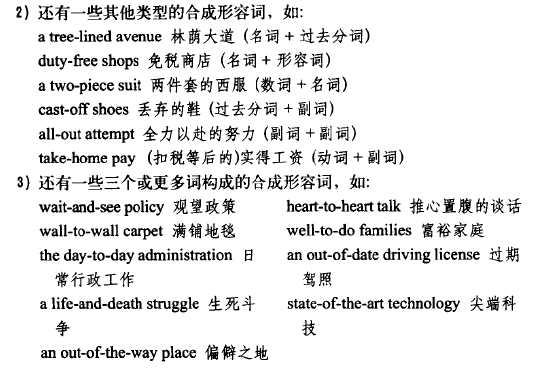 2) 还有一些其他类型的合成形容词, 如:
a tree-lined avenue 林荫大道 (名词 + 过去分词)
duty-free shops 免税商店 (名词 + 形容词)
a two-piece suit 两件套的西服 (数词 + 名词)
cast-off shoes 丢弃的鞋 (过去分词 + 副词)
all-out attempt 全力以赴的努力 (副词 + 副词)
take-home pay (扣税等后的)实得工资 (动词 + 副词)
3) 还有一些三个或更多词构成的合成形容词, 如:
wait-and-see policy 观望政策
heart-to-heart talk 推心置腹的谈话
wall-to-wall carpet 满铺地毯
well-to-do families 富裕家庭
the day-to-day administration 日
常行政工作
an out-of-date driving license 过期
驾照
a life-and-death struggle 生死斗
争
state-of-the-art technology 尖端科
技
an out-of-the-way place 偏僻之地